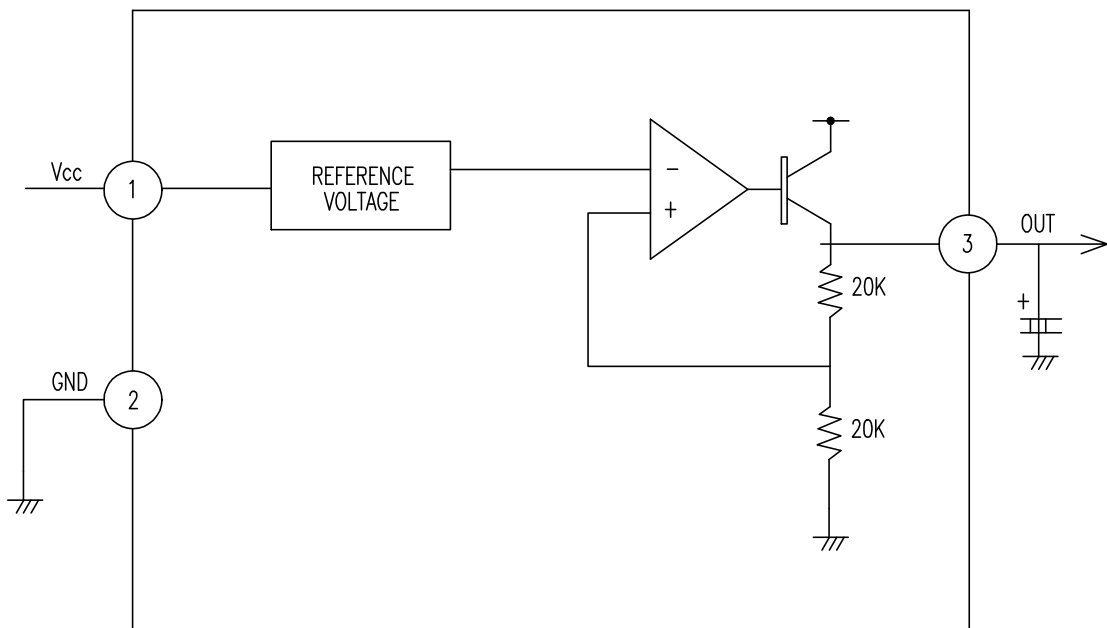 Vcc
1
REFERENCE
VOLTAGE
−
+
OUT
3
20K
+
GND
2
20K